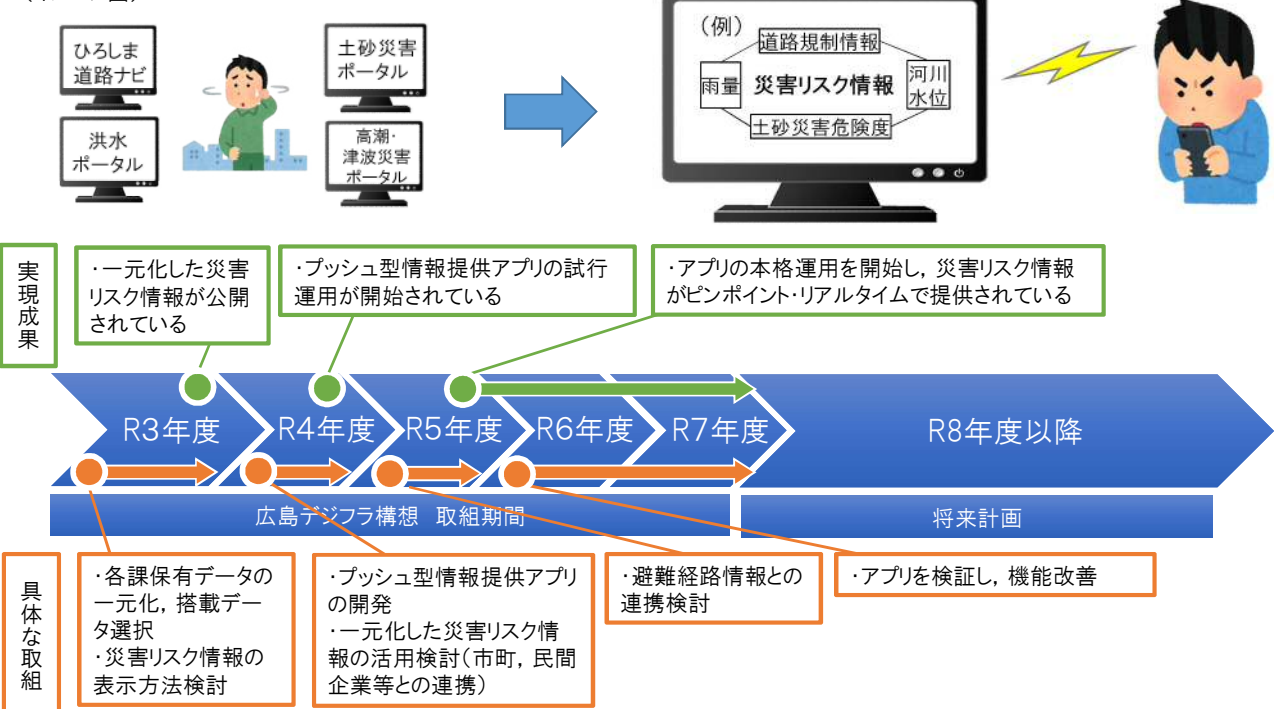 ひろしま
道路ナビ
土砂災害
ポータル
洪水
ポータル
高潮・
津波災害
ポータル
（例）
道路規制情報
雨量
災害リスク情報
河川
水位
土砂災害危険度
実現成果
・一元化した災害
リスク情報が公開
されている
・プッシュ型情報提供アプリの試行
運用が開始されている
・アプリの本格運用を開始し，災害リスク情報
がピンポイント・リアルタイムで提供されている
R3年度
R4年度
R5年度
R6年度
R7年度
R8年度以降
広島デジフラ構想　取組期間
将来計画
具体な取組
・各課保有データの
一元化，搭載デー
タ選択
・災害リスク情報の
表示方法検討
・プッシュ型情報提供アプリ
の開発
・一元化した災害リスク情
報の活用検討（市町，民間
企業等との連携）
・避難経路情報との
連携検討
・アプリを検証し，機能改善